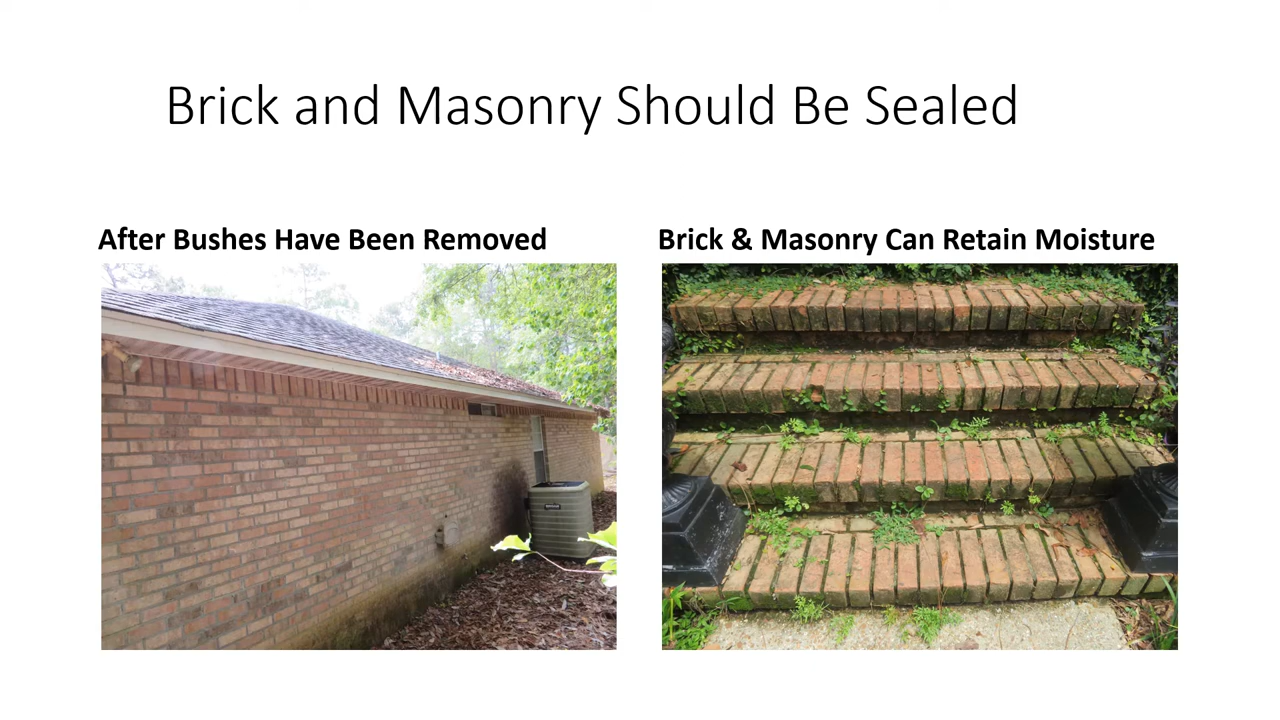 Brick and Masonry Should Be Sealed
After Bushes Have Been Removed
Brick & Masonry Can Retain Moisture